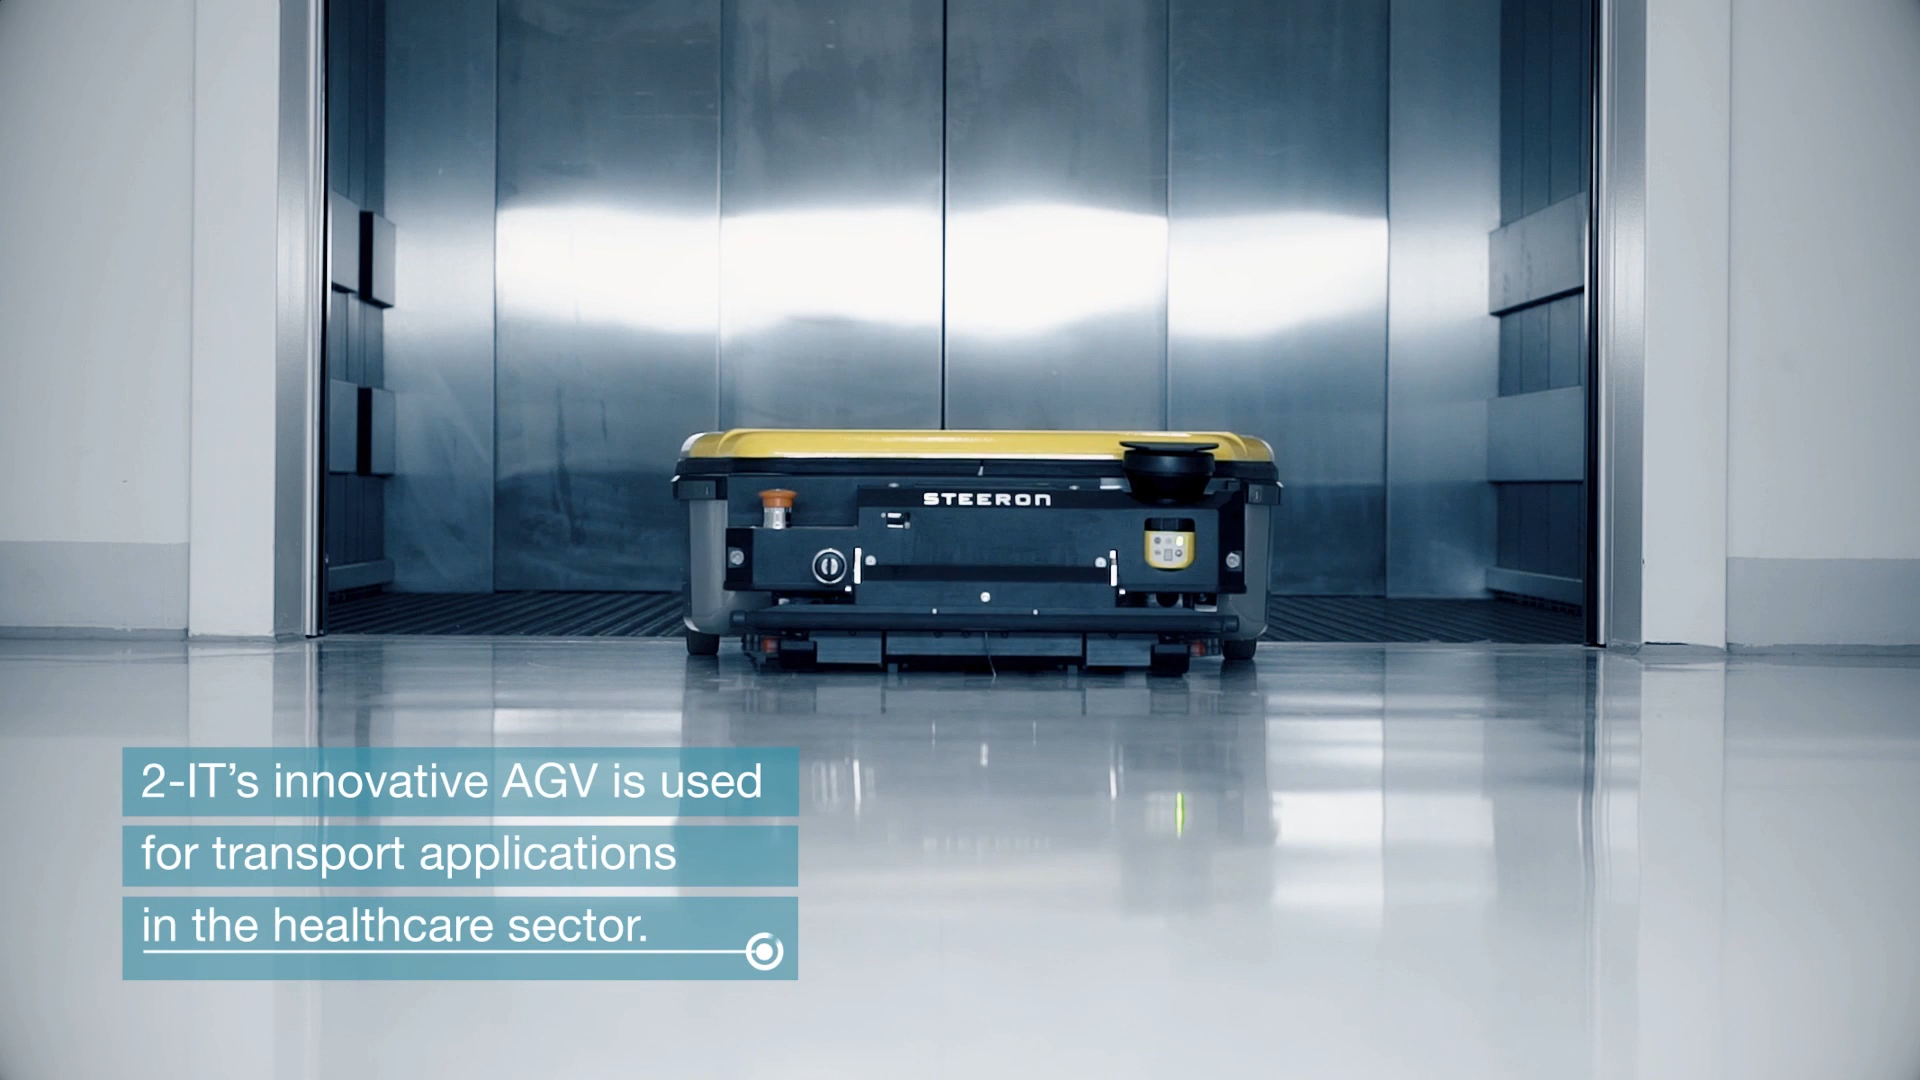 STEERON
2-IT’s innovative AGV is used
for transport applications
in the healthcare sector.